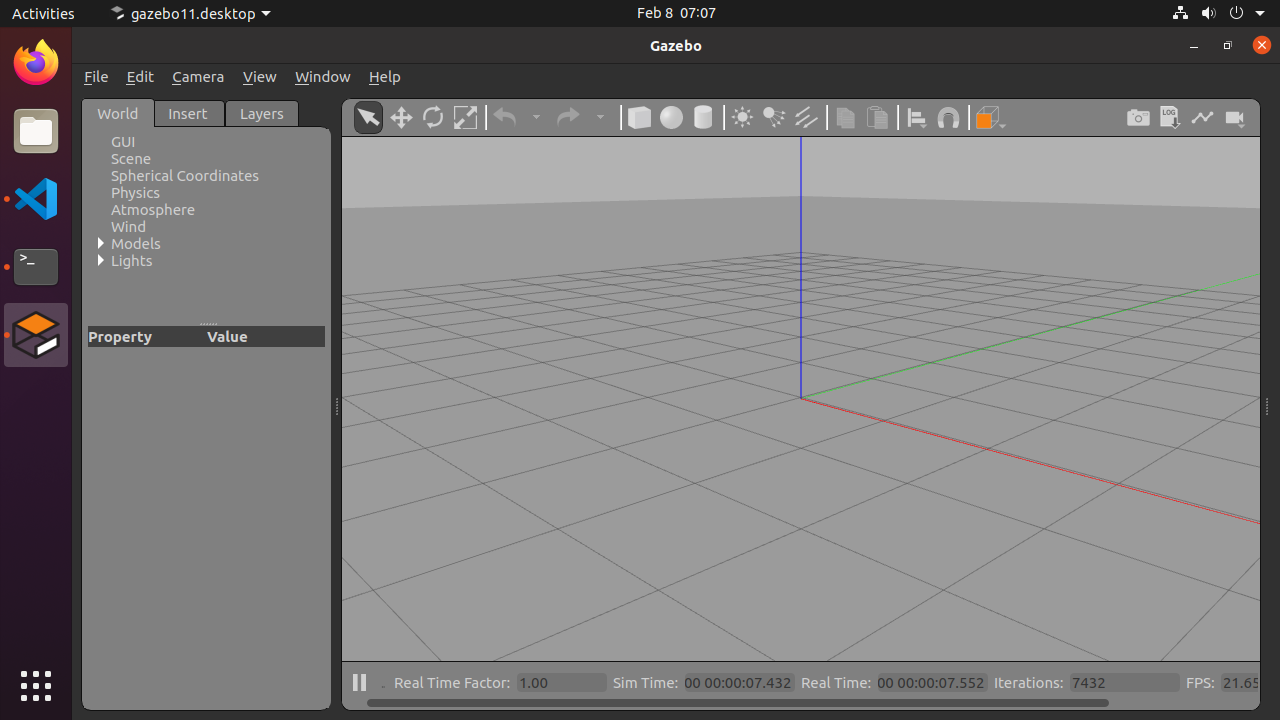 Activities gazebo11.desktop Feb 8 07:07
Gazebo
File Edit Camera View Window Help
World Insert Layers
LOG
GUI
Scene
Spherical Coordinates
Physics
Atmosphere
Wind
Models
Lights
Property Value
>_
Real Time Factor: 1.00 Sim Time: 00 00:00:07.432 Real Time: 00 00:00:07.552 Iterations: 7432 FPS: 21.65